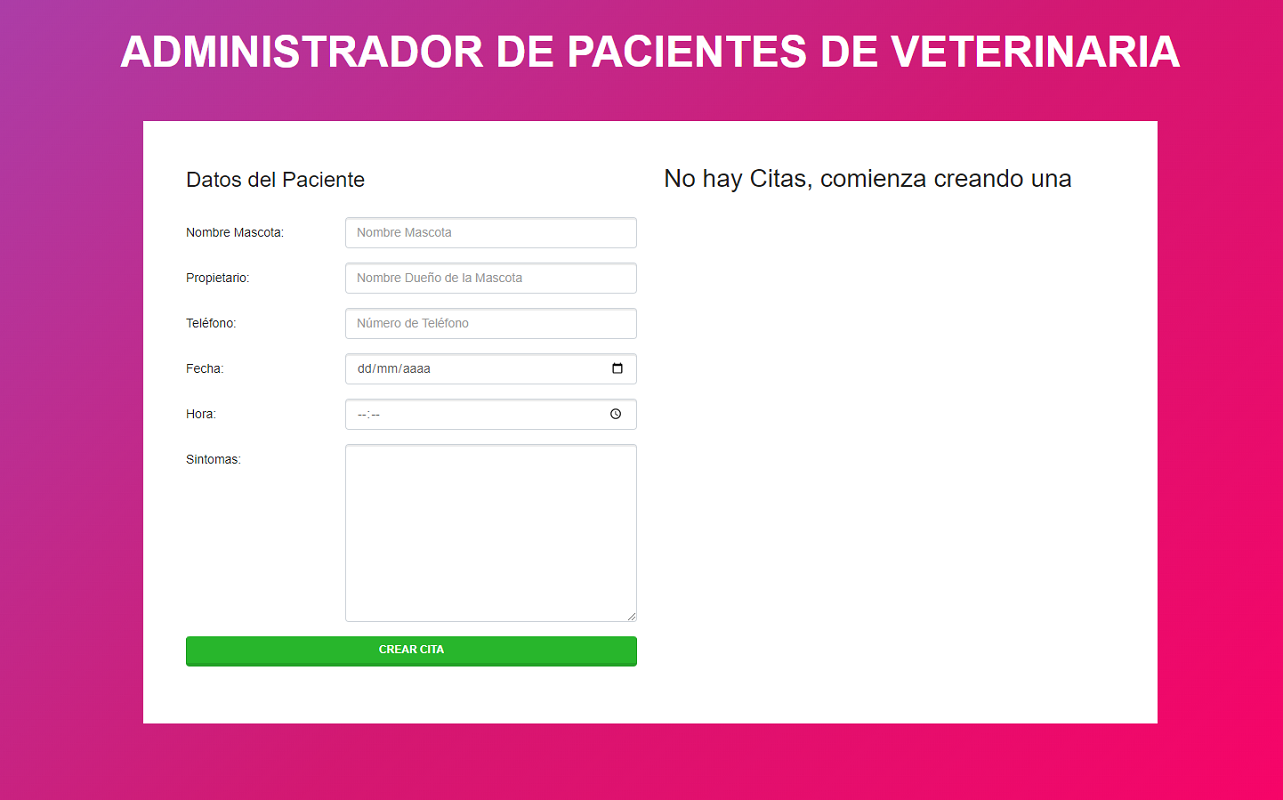 ADMINISTRADOR DE PACIENTES DE VETERINARIA
Datos del Paciente
No hay Citas, comienza creando una
Nombre Mascota:
Nombre Mascota
Propietario:
Nombre Dueño de la Mascota
Teléfono:
Número de Teléfono
Fecha:
dd/mm/aaaa
Hora:
--:--
Sintomas:
CREAR CITA